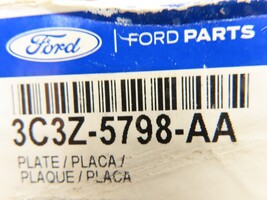 Ford FORD PARTS
3C3Z-5798-AA
PLATE / PLACA /
PLAQUE / PLACA